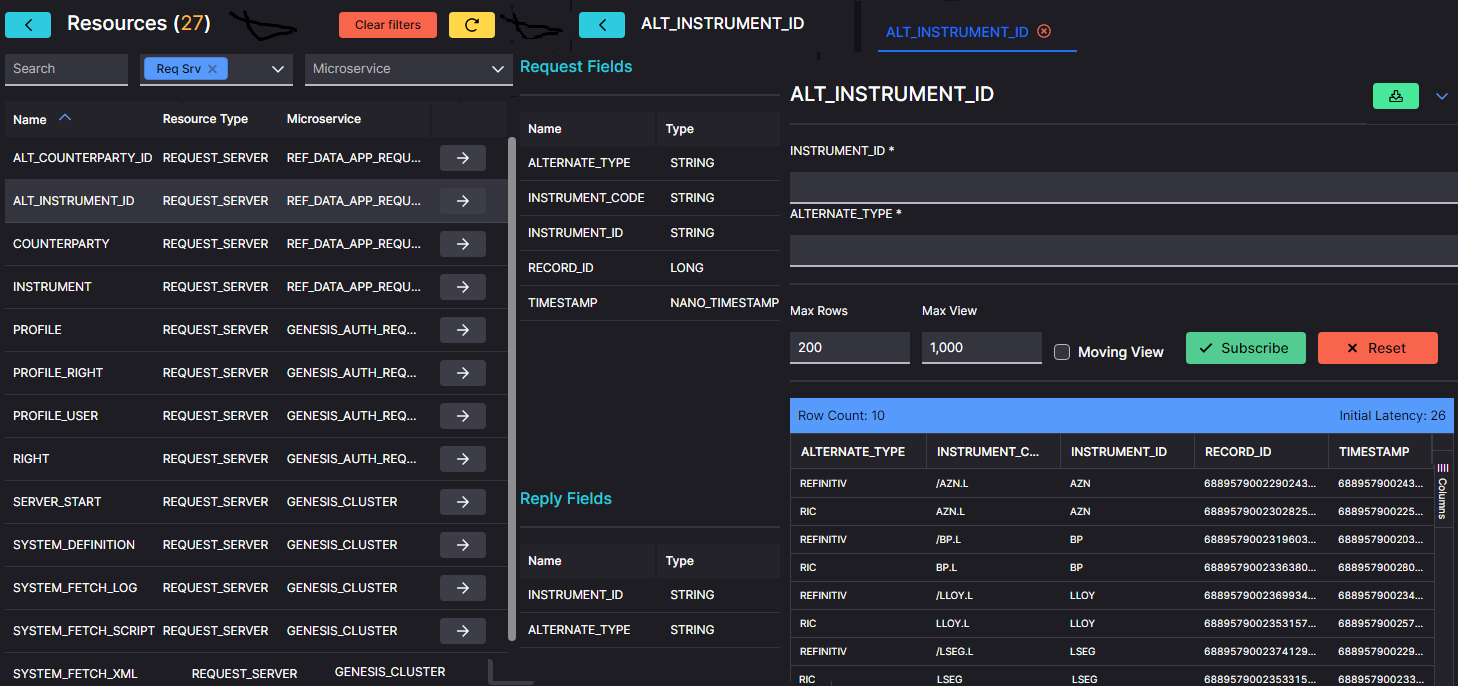 Resources (27)
Clear filters
Search
Req Srv
Microservice
Name Resource Type Microservice
ALT_COUNTERPARTY_ID REQUEST_SERVER REF_DATA_APP_REQU...
ALT_INSTRUMENT_ID REQUEST_SERVER REF_DATA_APP_REQU...
COUNTERPARTY REQUEST_SERVER REF_DATA_APP_REQU...
INSTRUMENT REQUEST_SERVER REF_DATA_APP_REQU...
PROFILE REQUEST_SERVER GENESIS_AUTH_REQ...
PROFILE_RIGHT REQUEST_SERVER GENESIS_AUTH_REQ...
PROFILE_USER REQUEST_SERVER GENESIS_AUTH_REQ...
RIGHT REQUEST_SERVER GENESIS_AUTH_REQ...
SERVER_START REQUEST_SERVER GENESIS_CLUSTER
SYSTEM_DEFINITION REQUEST_SERVER GENESIS_CLUSTER
SYSTEM_FETCH_LOG REQUEST_SERVER GENESIS_CLUSTER
SYSTEM_FETCH_SCRIPT REQUEST_SERVER GENESIS_CLUSTER
SYSTEM_FETCH_XML REQUEST_SERVER GENESIS_CLUSTER
ALT_INSTRUMENT_ID
Request Fields
Name Type
ALTERNATE_TYPE STRING
INSTRUMENT_CODE STRING
INSTRUMENT_ID STRING
RECORD_ID LONG
TIMESTAMP NANO_TIMESTAMP
Reply Fields
Name Type
INSTRUMENT_ID STRING
ALTERNATE_TYPE STRING
ALT_INSTRUMENT_ID
ALT_INSTRUMENT_ID
INSTRUMENT_ID *
ALTERNATE_TYPE *
Max Rows Max View
200 1,000 Moving View Subscribe Reset
Row Count: 10 Initial Latency: 26
ALTERNATE_TYPE INSTRUMENT_C... INSTRUMENT_ID RECORD_ID TIMESTAMP
REFINITIV /AZN.L AZN 6889579002290243... 688957900243...
RIC AZN.L AZN 6889579002302825... 688957900225...
REFINITIV /BP.L BP 6889579002319603... 688957900203...
RIC BP.L BP 6889579002336380... 688957900280...
REFINITIV /LLOY.L LLOY 6889579002369934... 688957900234...
RIC LLOY.L LLOY 6889579002353157... 688957900257...
REFINITIV /LSEG.L LSEG 6889579002374129... 688957900229...
RIC LSEG LSEG 6889579002353315... 688957900233...
Columns